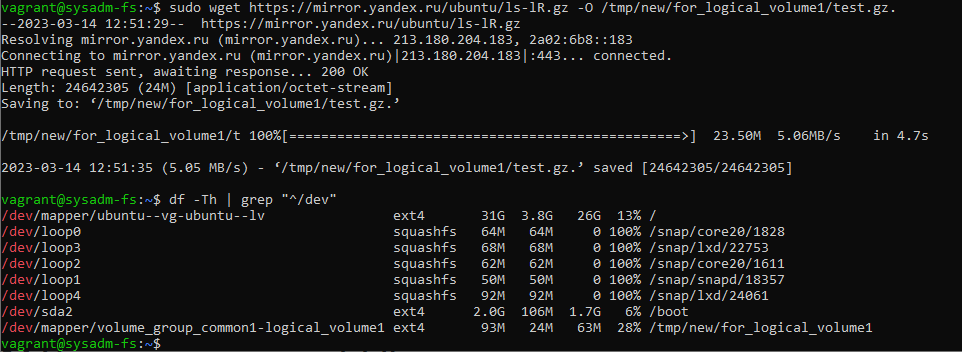 vagrant@sysadm-fs:~$ sudo wget https://mirror.yandex.ru/ubuntu/ls-lR.gz -O /tmp/new/for_logical_volume1/test.gz.
--2023-03-14 12:51:29--  https://mirror.yandex.ru/ubuntu/ls-lR.gz
Resolving mirror.yandex.ru (mirror.yandex.ru)... 213.180.204.183, 2a02:6b8::183
Connecting to mirror.yandex.ru (mirror.yandex.ru)|213.180.204.183|:443... connected.
HTTP request sent, awaiting response... 200 OK
Length: 24642305 (24M) [application/octet-stream]
Saving to: ‘/tmp/new/for_logical_volume1/test.gz.’
/tmp/new/for_logical_volume1/t 100%[=================================================>]  23.50M  5.06MB/s    in 4.7s
2023-03-14 12:51:35 (5.05 MB/s) - ‘/tmp/new/for_logical_volume1/test.gz.’ saved [24642305/24642305]
vagrant@sysadm-fs:~$ df -Th | grep "^/dev"
/dev/mapper/ubuntu--vg-ubuntu--lv                ext4       31G  3.8G   26G  13% /
/dev/loop0                                       squashfs   64M   64M     0 100% /snap/core20/1828
/dev/loop3                                       squashfs   68M   68M     0 100% /snap/lxd/22753
/dev/loop2                                       squashfs   62M   62M     0 100% /snap/core20/1611
/dev/loop1                                       squashfs   50M   50M     0 100% /snap/snapd/18357
/dev/loop4                                       squashfs   92M   92M     0 100% /snap/lxd/24061
/dev/sda2                                        ext4      2.0G  106M  1.7G   6% /boot
/dev/mapper/volume_group_common1-logical_volume1 ext4       93M   24M   63M  28% /tmp/new/for_logical_volume1
vagrant@sysadm-fs:~$